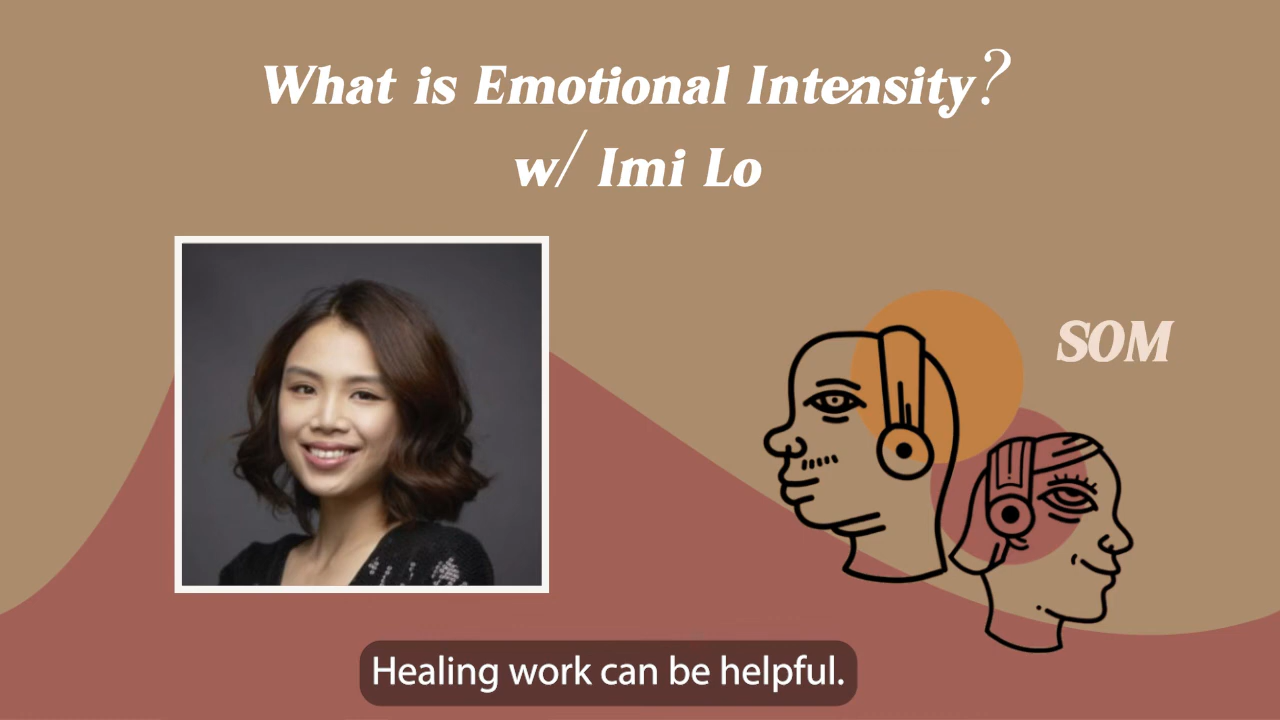 What is Emotional Intensity?
w/ Imi Lo
SOM
Healing work can be helpful.